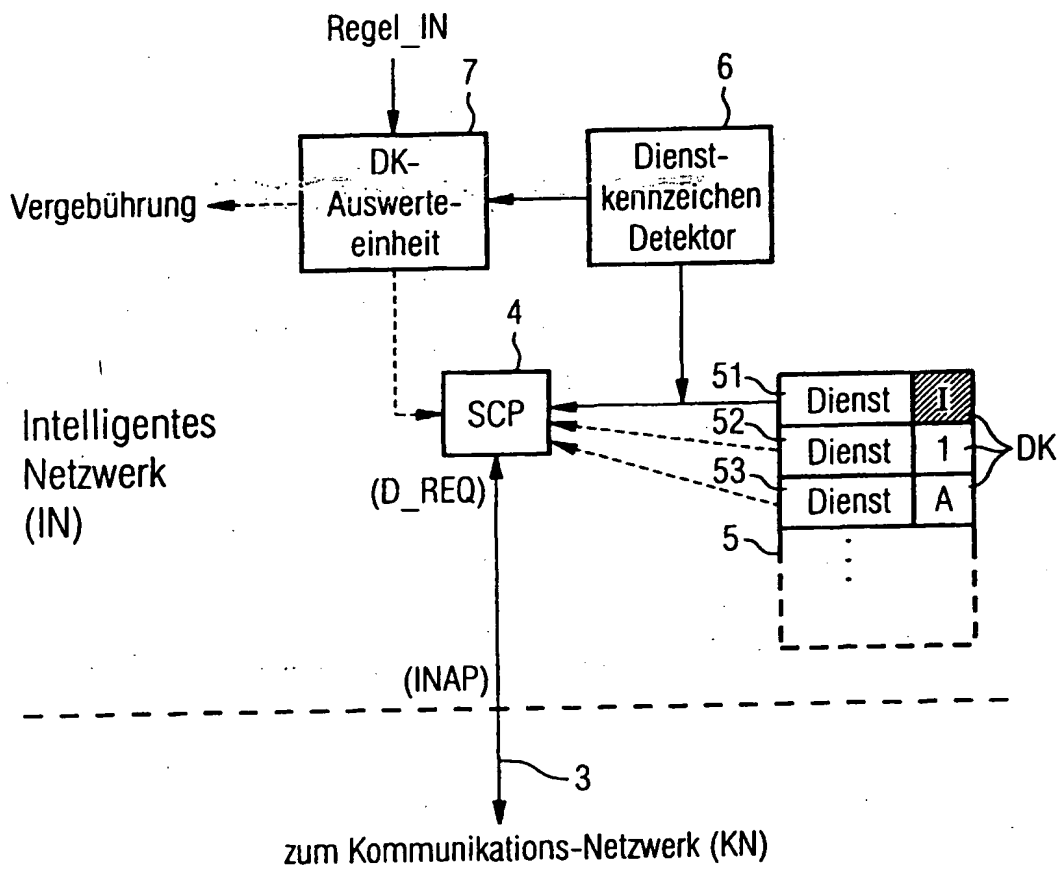 Regel_IN
7
6
DK-
Auswerte-
einheit
Dienst-
kennzeichen
Detektor
Vergebührung
4
SCP
51
Dienst I
52
Dienst 1
DK
53
Dienst A
5
Intelligentes
Netzwerk
(IN)
(D_REQ)
(INAP)
3
zum Kommunikations-Netzwerk (KN)